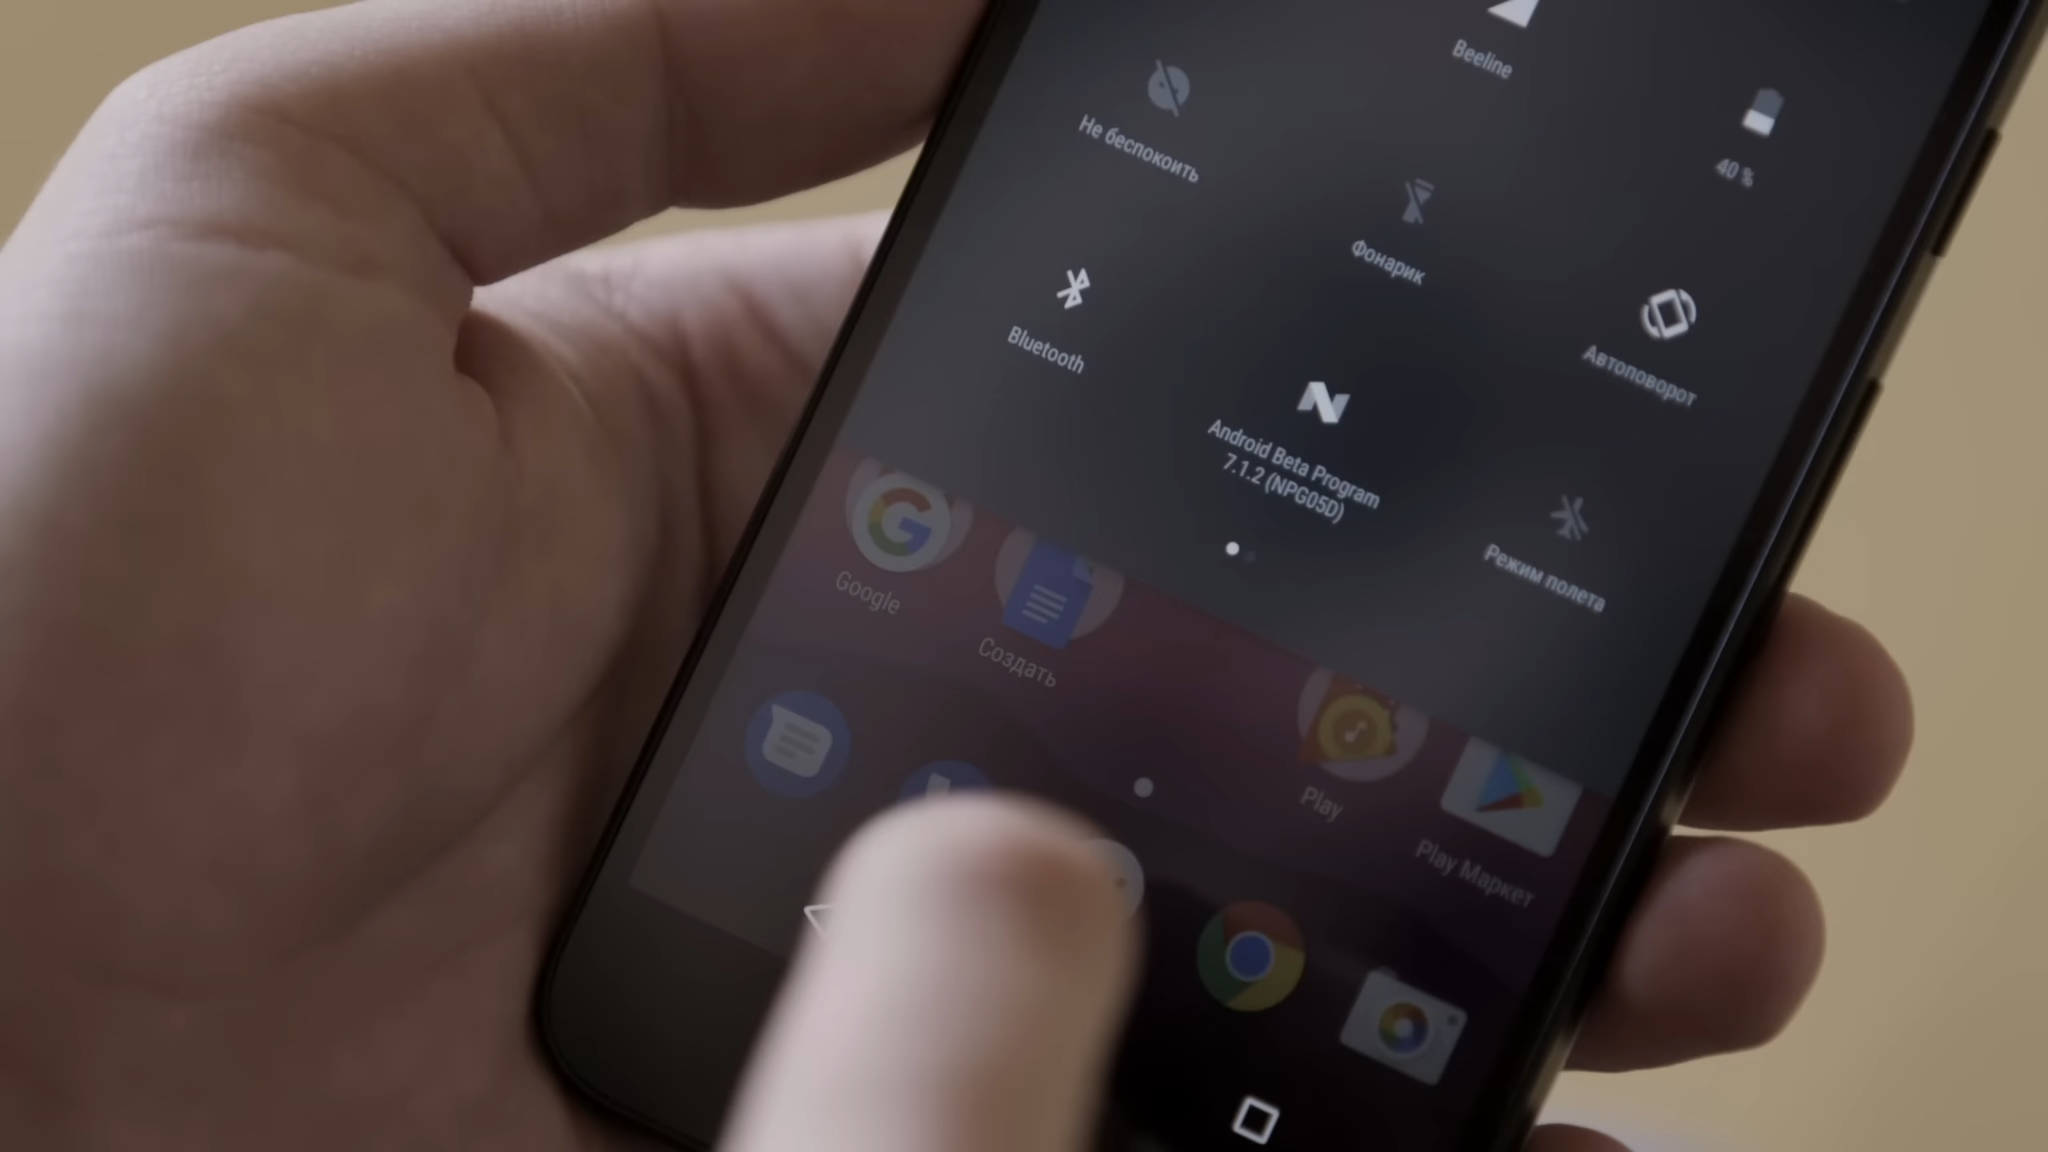 Beeline
40 %
Не беспокоить
Фонарик
Автоповорот
Bluetooth
Android Beta Program
7.1.2 (NPG05D)
Режим полета
Google
Создать
Play
Play Маркет